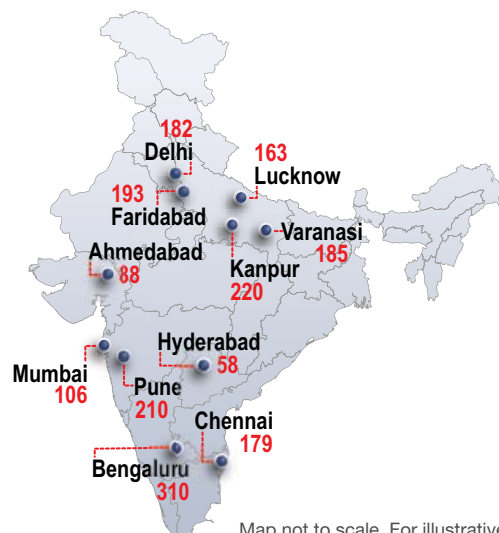 182
Delhi
163
Lucknow
193
Faridabad
Varanasi
185
Ahmedabad
88
Kanpur
220
Hyderabad
58
Mumbai
106
Pune
210
Chennai
179
Bengaluru
310
Map not to scale. For illustrative